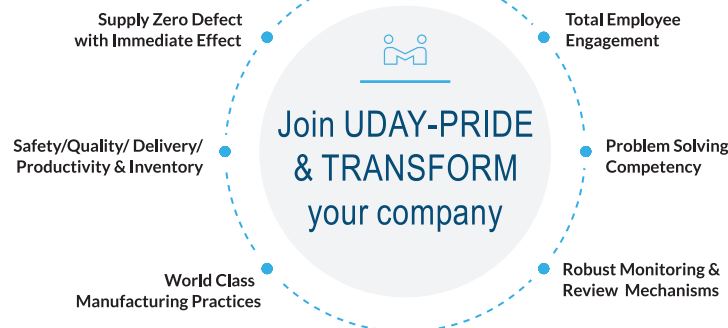 Supply Zero Defect
with Immediate Effect
Total Employee
Engagement
Join UDAY-PRIDE
& TRANSFORM
your company
Safety/Quality/ Delivery/
Productivity & Inventory
Problem Solving
Competency
World Class
Manufacturing Practices
Robust Monitoring &
Review Mechanisms